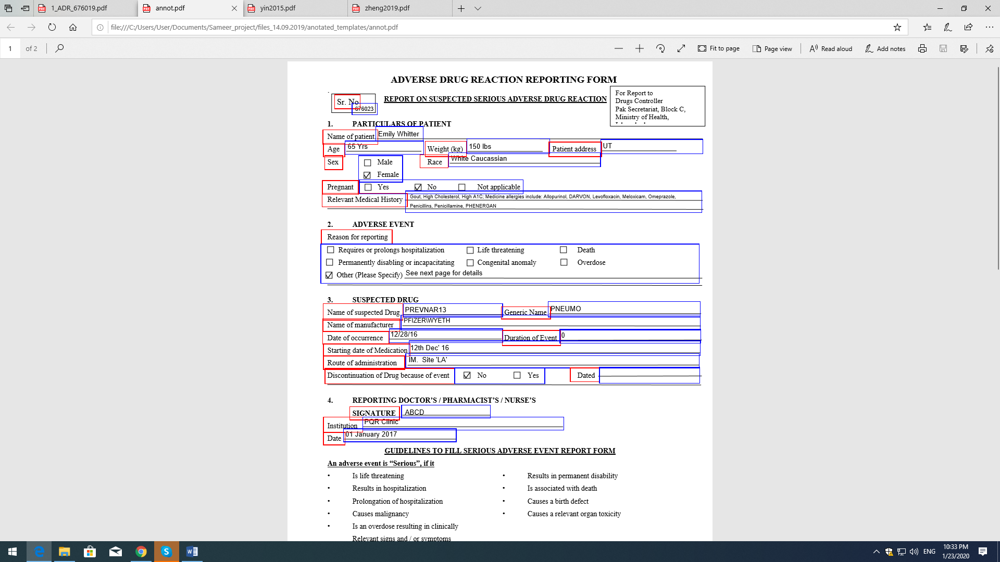 1_ADR_676019.pdf
annot.pdf
yin2015.pdf
zheng2019.pdf
file:///C:/Users/User/Documents/Sameer_project/files_14.09.2019/anotated_templates/annot.pdf
1 of 2
Fit to page
Page view
Read aloud
Add notes
ADVERSE DRUG REACTION REPORTING FORM
Sr. No
676023
REPORT ON SUSPECTED SERIOUS ADVERSE DRUG REACTION
For Report to
Drugs Controller
Pak Secretariat, Block C,
Ministry of Health,
1. PARTICULARS OF PATIENT
Name of patient Emily Whitter
Age 65 Yrs Weight (kg) 150 lbs Patient address UT
Sex Male Race White Caucassian
Female
Pregnant Yes No Not applicable
Relevant Medical History Gout, High Cholesterol, High A1C; Medicine allergies include: Allopurinol, DARVON, Levofloxacin, Meloxicam, Omeprazole,
Penicillins, Penicillamine, PHENERGAN
2. ADVERSE EVENT
Reason for reporting
Requires or prolongs hospitalization Life threatening Death
Permanently disabling or incapacitating Congenital anomaly Overdose
Other (Please Specify) See next page for details
3. SUSPECTED DRUG
Name of suspected Drug PREVNAR13 Generic Name PNEUMO
Name of manufacturer PFIZER\WYETH
Date of occurrence 12/28/16 Duration of Event 0
Starting date of Medication 12th Dec' 16
Route of administration IM. Site 'LA'
Discontinuation of Drug because of event No Yes Dated
4. REPORTING DOCTOR’S / PHARMACIST’S / NURSE’S
SIGNATURE ABCD
Institution PQR Clinic
Date 01 January 2017
GUIDELINES TO FILL SERIOUS ADVERSE EVENT REPORT FORM
An adverse event is “Serious”, if it
• Is life threatening • Results in permanent disability
• Results in hospitalization • Is associated with death
• Prolongation of hospitalization • Causes a birth defect
• Causes malignancy • Causes a relevant organ toxicity
• Is an overdose resulting in clinically
Relevant signs and / or symptoms
ENG
10:33 PM
1/23/2020